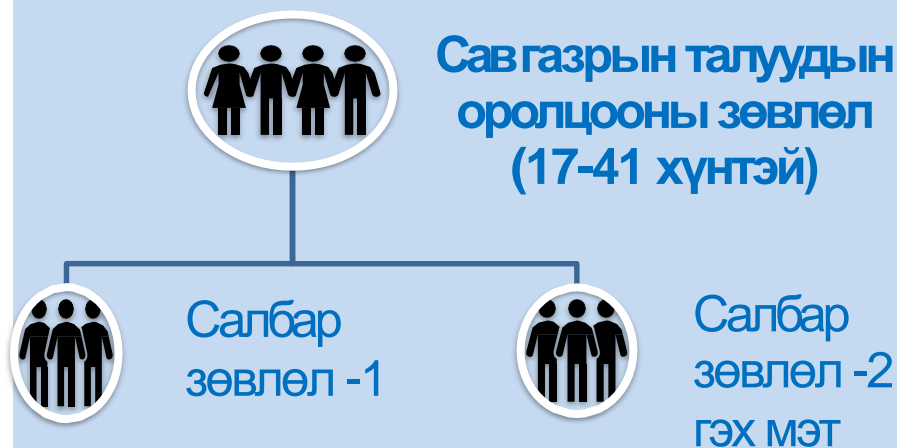 Сав газрын талуудын
оролцооны зөвлөл
(17-41 хүнтэй)
Салбар
зөвлөл -1
Салбар
зөвлөл -2
гэх мэт